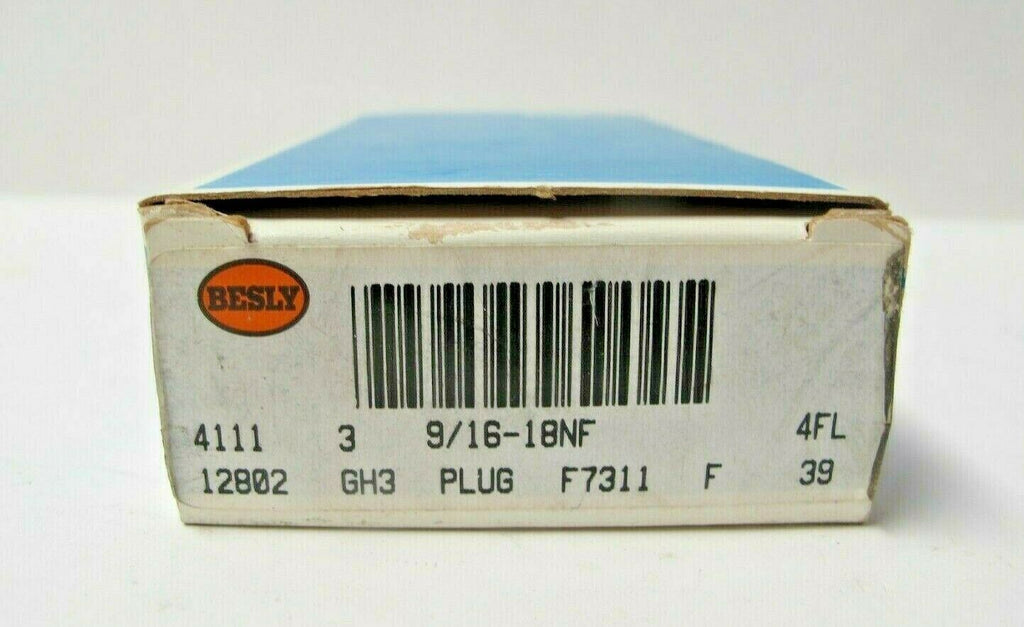 BESLY
4111 3 9/16-18NF 4FL
12802 GH3 PLUG F7311 F 39